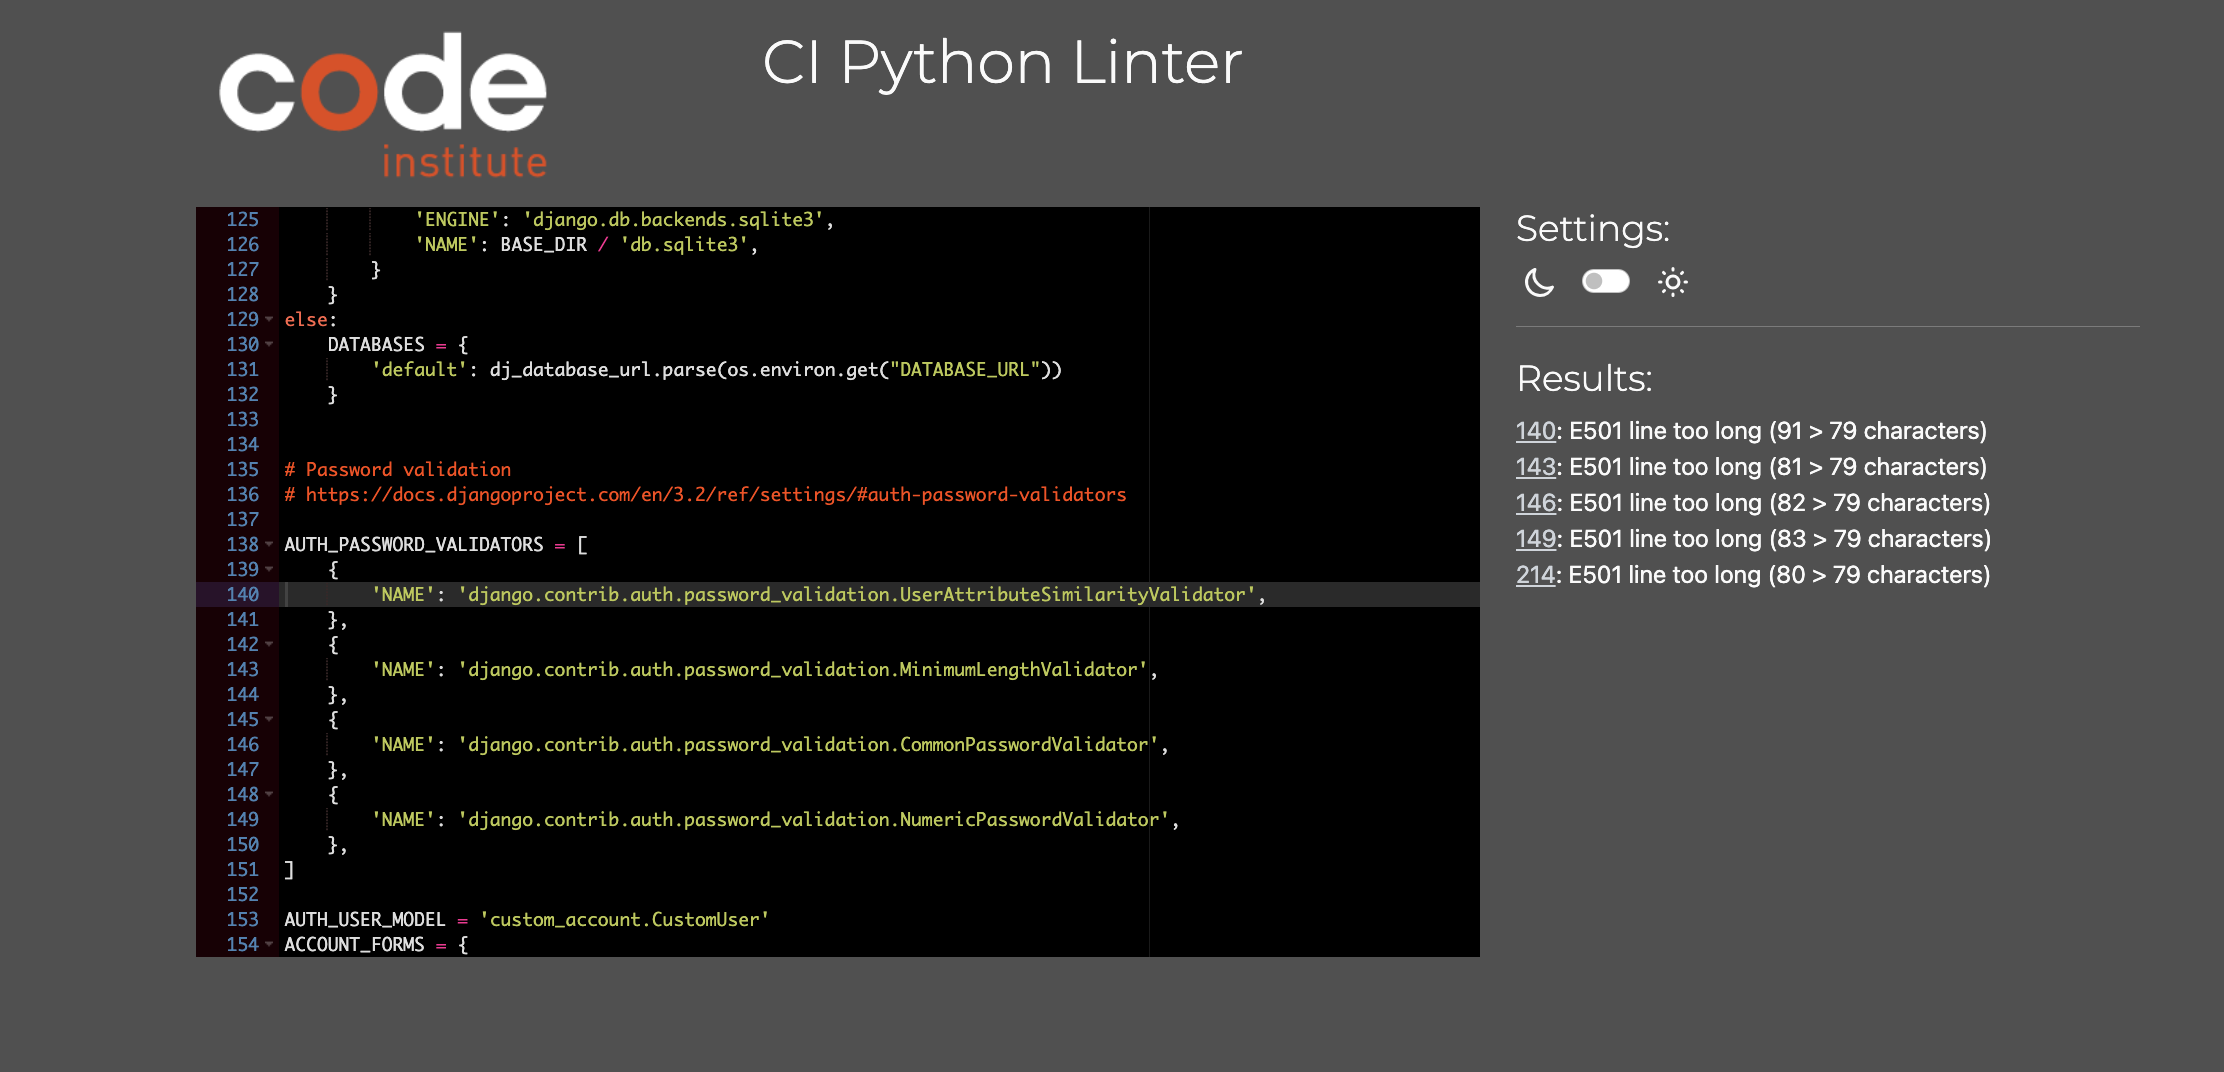 code
institute
CI Python Linter
125 'ENGINE': 'django.db.backends.sqlite3',
126 'NAME': BASE_DIR / 'db.sqlite3',
127 }
128 }
129 else:
130 DATABASES = {
131 'default': dj_database_url.parse(os.environ.get("DATABASE_URL"))
132 }
133
134
135 # Password validation
136 # https://docs.djangoproject.com/en/3.2/ref/settings/#auth-password-validators
137
138 AUTH_PASSWORD_VALIDATORS = [
139 {
140 'NAME': 'django.contrib.auth.password_validation.UserAttributeSimilarityValidator',
141 },
142 {
143 'NAME': 'django.contrib.auth.password_validation.MinimumLengthValidator',
144 },
145 {
146 'NAME': 'django.contrib.auth.password_validation.CommonPasswordValidator',
147 },
148 {
149 'NAME': 'django.contrib.auth.password_validation.NumericPasswordValidator',
150 },
151 ]
152
153 AUTH_USER_MODEL = 'custom_account.CustomUser'
154 ACCOUNT_FORMS = {
Settings:
Results:
140: E501 line too long (91 > 79 characters)
143: E501 line too long (81 > 79 characters)
146: E501 line too long (82 > 79 characters)
149: E501 line too long (83 > 79 characters)
214: E501 line too long (80 > 79 characters)